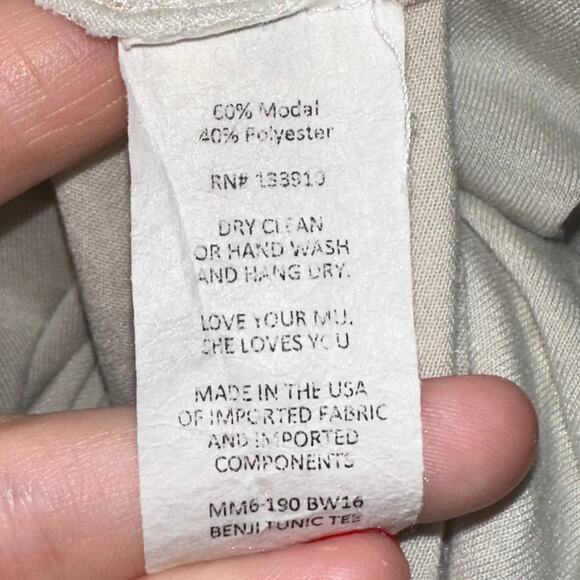 60% Modal
40% Polyester
RN# 133910
DRY CLEAN
OR HAND WASH
AND HANG DRY.
LOVE YOUR MU.
SHE LOVES YOU
MADE IN THE USA
OF IMPORTED FABRIC
AND IMPORTED
COMPONENTS
MM6-190 BW16
BENJI TUNIC TEE